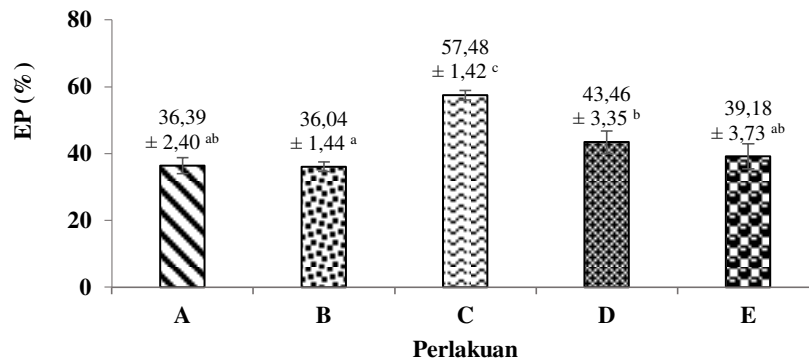 80
60
40
20
0
EP (%)
36,39
± 2,40 ab
36,04
± 1,44 a
57,48
± 1,42 c
43,46
± 3,35 b
39,18
± 3,73 ab
A B C D E
Perlakuan